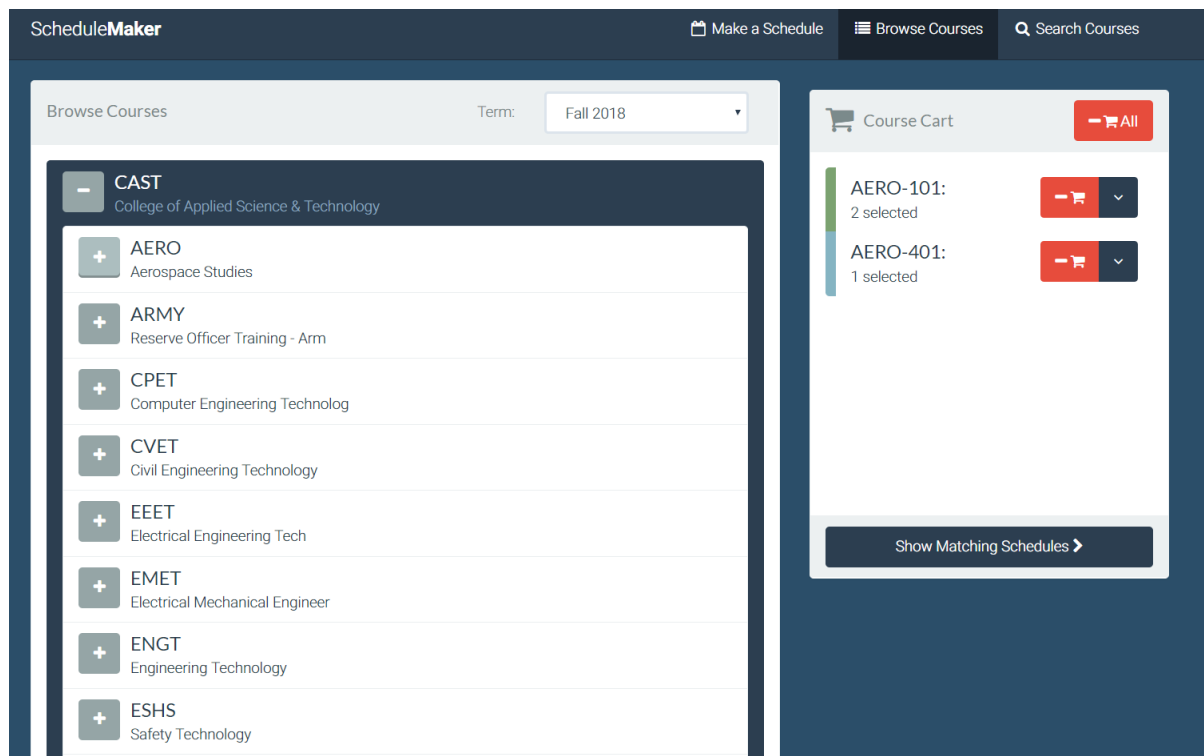 ScheduleMaker
Make a Schedule
Browse Courses
Search Courses
Browse Courses
Term:
Fall 2018
CAST
College of Applied Science & Technology
AERO
Aerospace Studies
ARMY
Reserve Officer Training - Arm
CPET
Computer Engineering Technolog
CVET
Civil Engineering Technology
EEET
Electrical Engineering Tech
EMET
Electrical Mechanical Engineer
ENGT
Engineering Technology
ESHS
Safety Technology
Course Cart
All
AERO-101:
2 selected
AERO-401:
1 selected
Show Matching Schedules